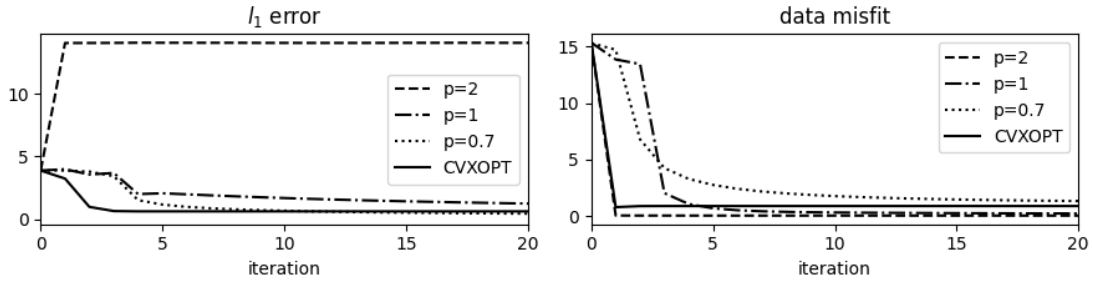 l₁ error
10
5
0
p=2
p=1
p=0.7
CVXOPT
0 5 10 15 20
iteration
data misfit
15
10
5
0
p=2
p=1
p=0.7
CVXOPT
0 5 10 15 20
iteration